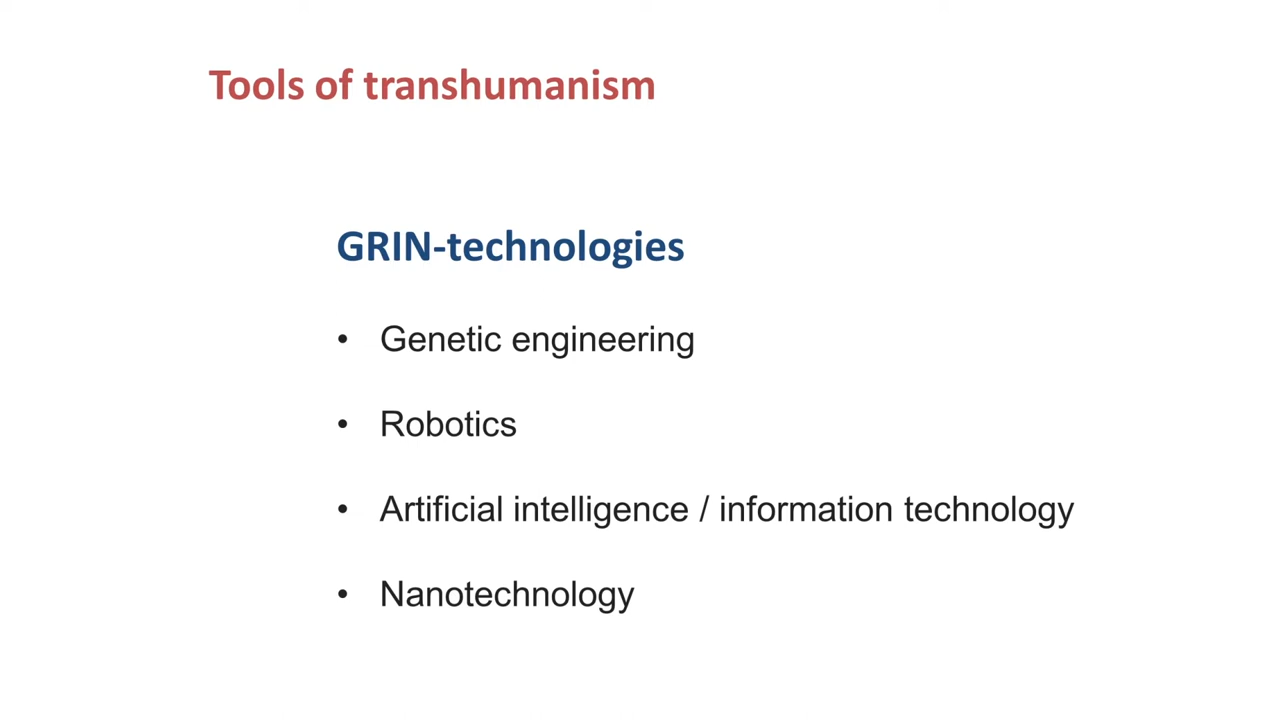 Tools of transhumanism
GRIN-technologies
• Genetic engineering
• Robotics
• Artificial intelligence / information technology
• Nanotechnology